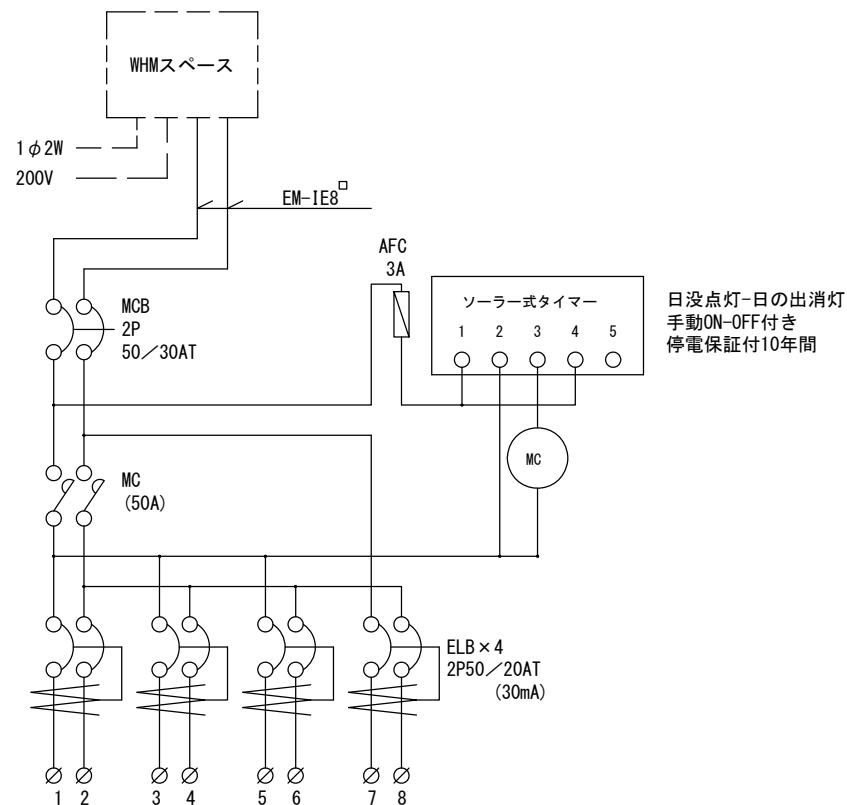 WHMスペース
1φ2W
200V
EM-IE8□
AFC
3A
MCB
2P
50／30AT
ソーラー式タイマー
1 2 3 4 5
日没点灯-日の出消灯
手動ON-OFF付き
停電保証付10年間
MC
MC
(50A)
ELB×4
2P50／20AT
(30mA)
1 2 3 4 5 6 7 8